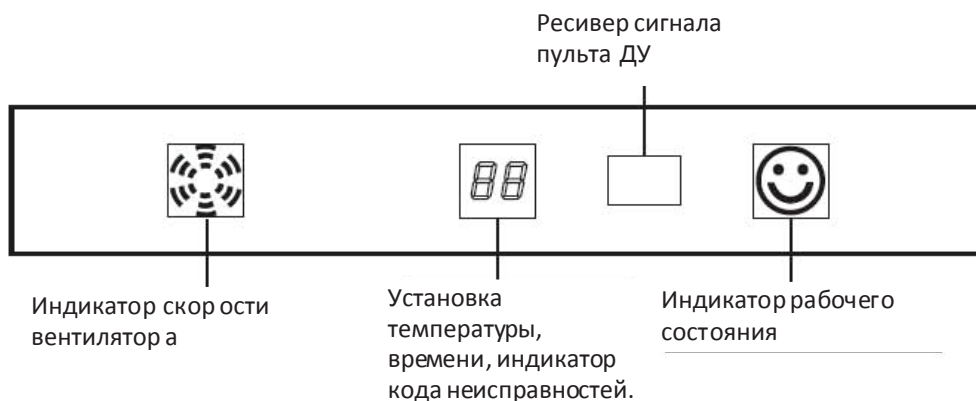 Ресивер сигнала
пульта ДУ
88
Индикатор скор ости
вентилятор а
Установка
температуры,
времени, индикатор
кода неисправностей.
Индикатор рабочего
состояния